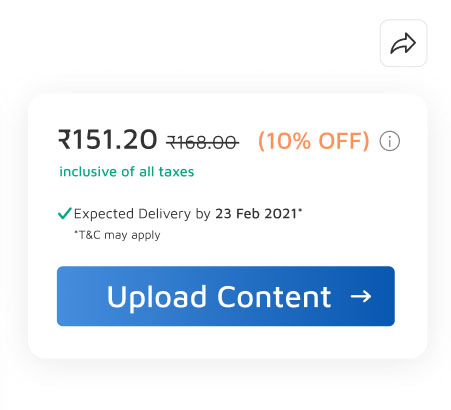 ₹151.20 ₹168.00 (10% OFF)
inclusive of all taxes
Expected Delivery by 23 Feb 2021*
*T&C may apply
Upload Content →